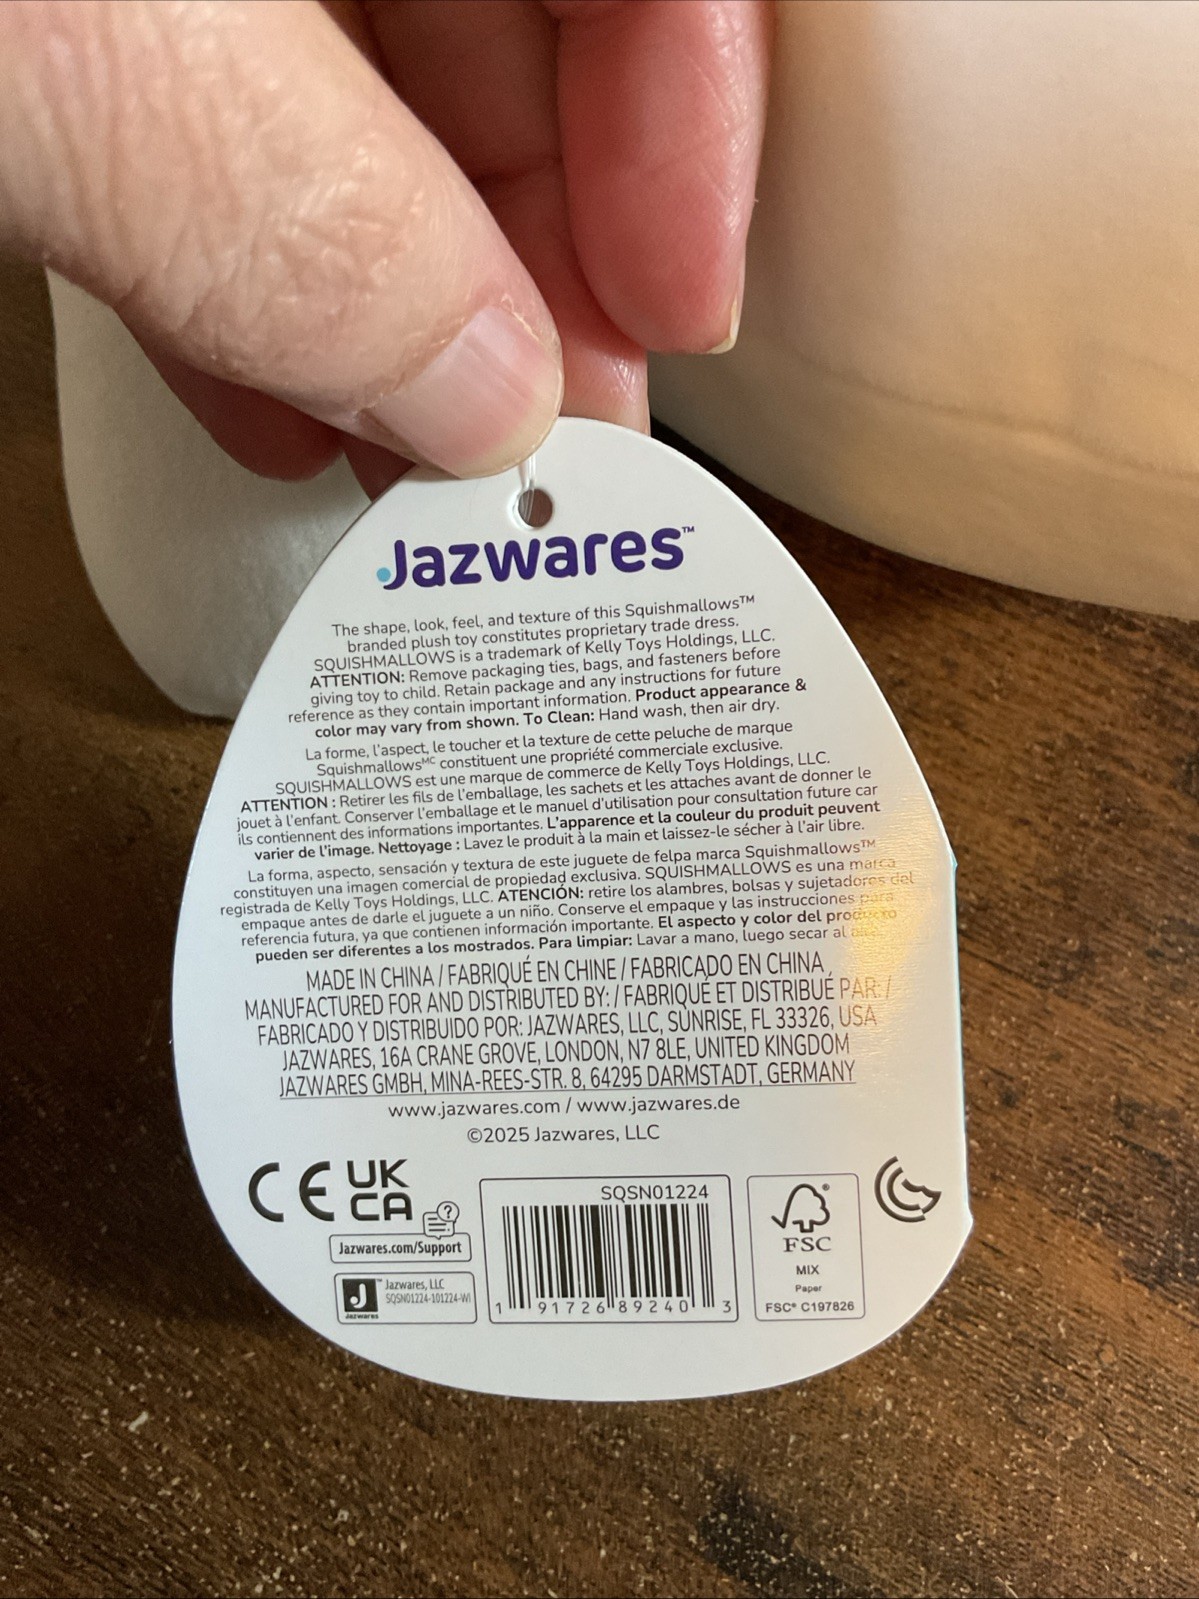 Jazwares™
The shape, look, feel, and texture of this Squishmallows™
branded plush toy constitutes proprietary trade dress.
SQUISHMALLOWS is a trademark of Kelly Toys Holdings, LLC.
ATTENTION: Remove packaging ties, bags, and fasteners before
giving toy to child. Retain package and any instructions for future
reference as they contain important information. Product appearance &
color may vary from shown. To Clean: Hand wash, then air dry.
La forme, l'aspect, le toucher et la texture de cette peluche de marque
Squishmallows MC constituent une propriété commerciale exclusive.
SQUISHMALLOWS est une marque de commerce de Kelly Toys Holdings, LLC.
ATTENTION : Retirer les fils de l'emballage, les sachets et les attaches avant de donner le
jouet à l'enfant. Conserver l'emballage et le manuel d'utilisation pour consultation future car
ils contiennent des informations importantes. L'apparence et la couleur du produit peuvent
varier de l'image. Nettoyage : Lavez le produit à la main et laissez-le sécher à l'air libre.
La forma, aspecto, sensación y textura de este juguete de felpa marca Squishmallows™
constituyen una imagen comercial de propiedad exclusiva. SQUISHMALLOWS es una marca
registrada de Kelly Toys Holdings, LLC. ATENCIÓN: retire los alambres, bolsas y sujetadores del
empaque antes de darle el juguete a un niño. Conserve el empaque y las instrucciones para
referencia futura, ya que contienen información importante. El aspecto y color del producto
pueden ser diferentes a los mostrados. Para limpiar: Lavar a mano, luego secar al aire.
MADE IN CHINA / FABRIQUÉ EN CHINE / FABRICADO EN CHINA
MANUFACTURED FOR AND DISTRIBUTED BY: / FABRIQUÉ ET DISTRIBUÉ PAR: /
FABRICADO Y DISTRIBUIDO POR: JAZWARES, LLC, SUNRISE, FL 33326, USA
JAZWARES, 16A CRANE GROVE, LONDON, N7 8LE, UNITED KINGDOM
JAZWARES GMBH, MINA-REES-STR. 8, 64295 DARMSTADT, GERMANY
www.jazwares.com / www.jazwares.de
©2025 Jazwares, LLC
CE UK
CA
?
Jazwares.com/Support
J™ Jazwares, LLC
SQSN01224-101224-WI
Jazwares
SQSN01224
1 91726 89240 3
®
FSC
MIX
Paper
FSC® C197826